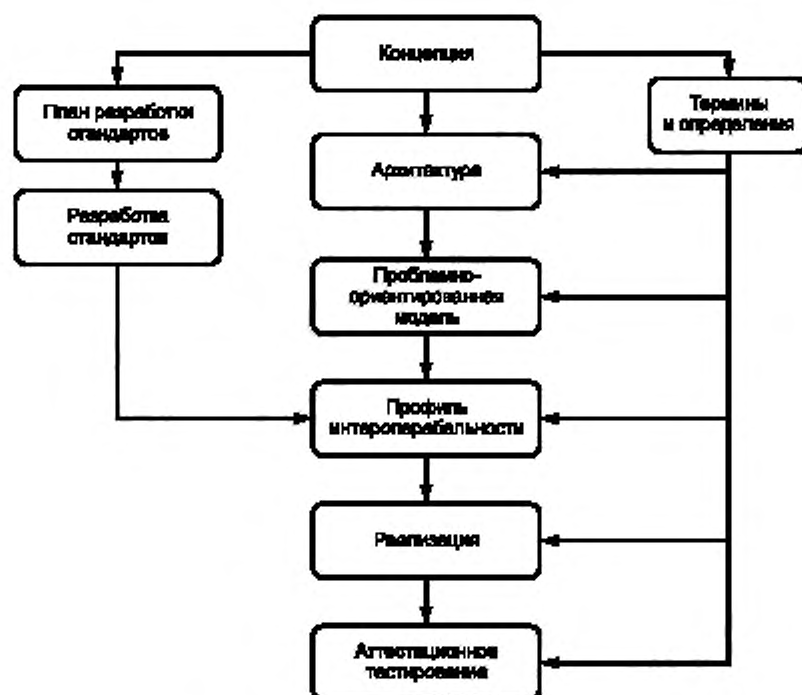 Концепция
План разработки
стандартов
Термины
и определения
Архитектура
Разработка
стандартов
Проблемно-
ориентированная
модель
Профиль
интероперабельности
Реализация
Аттестационное
тестирование